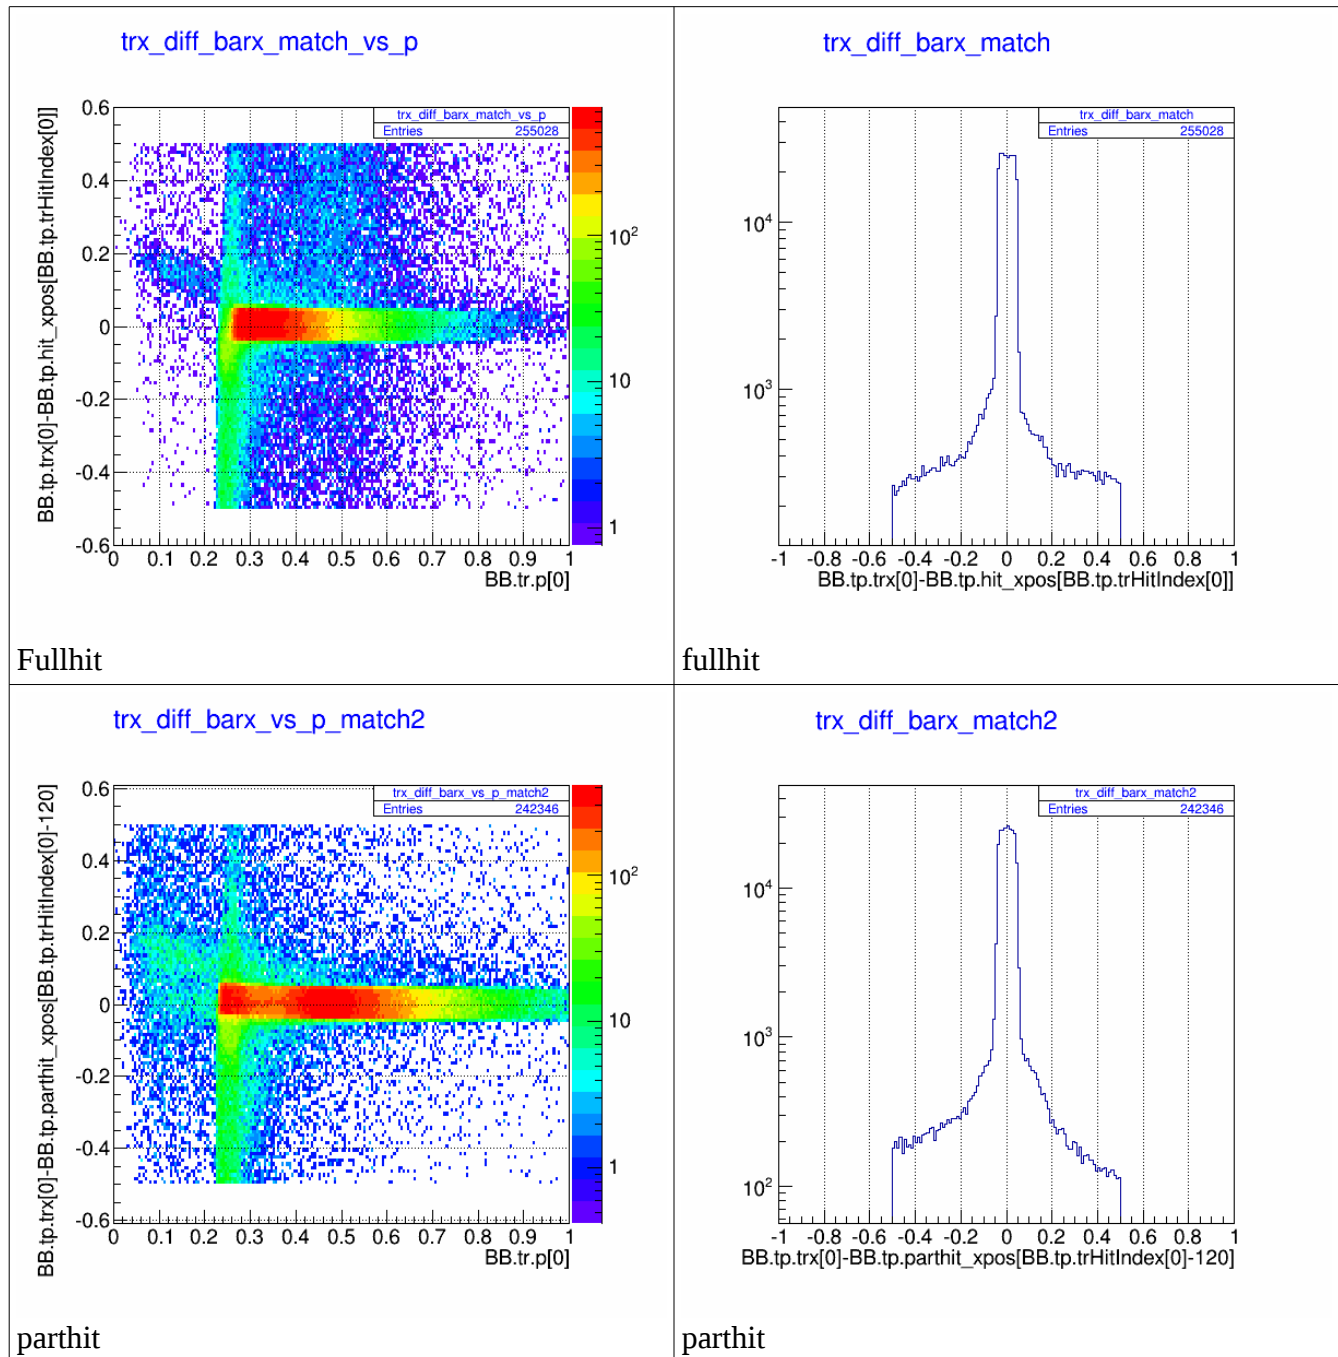 trx_diff_barx_match_vs_p
trx_diff_barx_match_vs_p
Entries 255028
BB.tp.trx[0]-BB.tp.hit_xpos[BB.tp.trHitIndex[0]]
0.6
0.4
0.2
0
-0.2
-0.4
-0.6
10²
10
1
0 0.1 0.2 0.3 0.4 0.5 0.6 0.7 0.8 0.9 1
BB.tr.p[0]
Fullhit
trx_diff_barx_match
trx_diff_barx_match
Entries 255028
10⁴
10³
-1 -0.8 -0.6 -0.4 -0.2 0 0.2 0.4 0.6 0.8 1
BB.tp.trx[0]-BB.tp.hit_xpos[BB.tp.trHitIndex[0]]
fullhit
trx_diff_barx_vs_p_match2
trx_diff_barx_vs_p_match2
Entries 242346
BB.tp.trx[0]-BB.tp.parthit_xpos[BB.tp.trHitIndex[0]-120]
0.6
0.4
0.2
0
-0.2
-0.4
-0.6
10²
10
1
0 0.1 0.2 0.3 0.4 0.5 0.6 0.7 0.8 0.9 1
BB.tr.p[0]
parthit
trx_diff_barx_match2
trx_diff_barx_match2
Entries 242346
10⁴
10³
10²
-1 -0.8 -0.6 -0.4 -0.2 0 0.2 0.4 0.6 0.8 1
BB.tp.trx[0]-BB.tp.parthit_xpos[BB.tp.trHitIndex[0]-120]
parthit